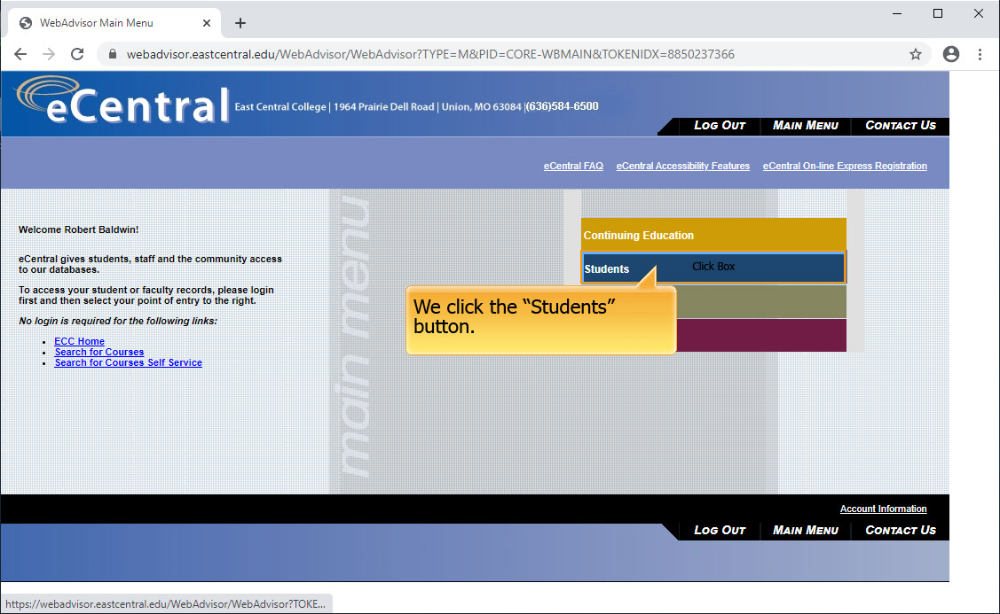 WebAdvisor Main Menu
webadvisor.eastcentral.edu/WebAdvisor/WebAdvisor?TYPE=M&PID=CORE-WBMAIN&TOKENIDX=8850237366
eCentral East Central College | 1964 Prairie Dell Road | Union, MO 63084 |(636)584-6500
LOG OUT MAIN MENU CONTACT US
eCentral FAQ eCentral Accessibility Features eCentral On-line Express Registration
main menu
Welcome Robert Baldwin!
eCentral gives students, staff and the community access
to our databases.
To access your student or faculty records, please login
first and then select your point of entry to the right.
No login is required for the following links:
• ECC Home
• Search for Courses
• Search for Courses Self Service
Continuing Education
Students Click Box
We click the “Students”
button.
Account Information
LOG OUT MAIN MENU CONTACT US
https://webadvisor.eastcentral.edu/WebAdvisor/WebAdvisor?TOKE...